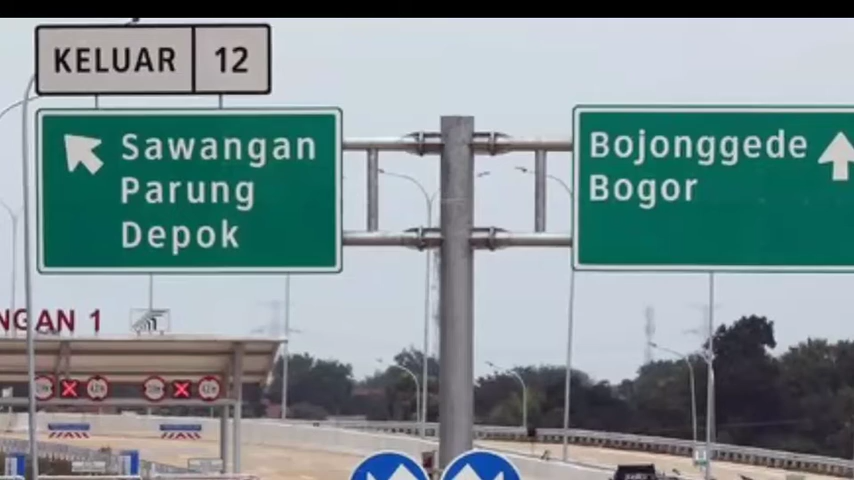 KELUAR 12
Sawangan
Parung
Depok
Bojonggede
Bogor
NGAN 1